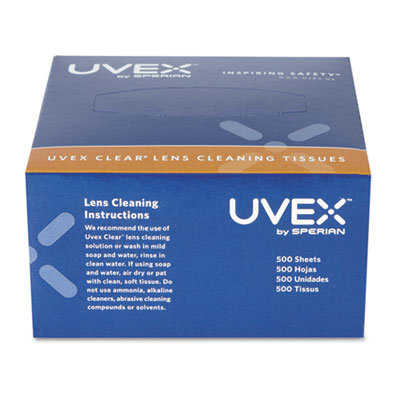 UVEX
by SPERIAN
INSPIRING SAFETY™
UVEX CLEAR® LENS CLEANING TISSUES
Lens Cleaning
Instructions
We recommend the use of
Uvex Clear® lens cleaning
solution or wash in mild
soap and water, rinse in
clean water. If using soap
and water, air dry or pat
with clean, soft tissue. Do
not use ammonia, alkaline
cleaners, abrasive cleaning
compounds or solvents.
UVEX™
by SPERIAN
500 Sheets
500 Hojas
500 Unidades
500 Tissus